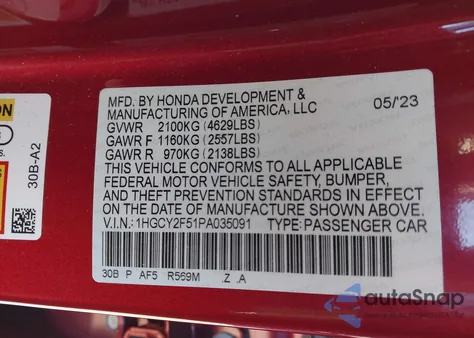 MFD. BY HONDA DEVELOPMENT &
MANUFACTURING OF AMERICA, LLC 05/23
GVWR 2100KG (4629LBS)
GAWR F 1160KG (2557LBS)
GAWR R 970KG (2138LBS)
THIS VEHICLE CONFORMS TO ALL APPLICABLE
FEDERAL MOTOR VEHICLE SAFETY, BUMPER,
AND THEFT PREVENTION STANDARDS IN EFFECT
ON THE DATE OF MANUFACTURE SHOWN ABOVE.
V.I.N.: 1HGCY2F51PA035091 TYPE: PASSENGER CAR
30B P AF5 R569M .Z .A
30B-A2
ON
autoSnap